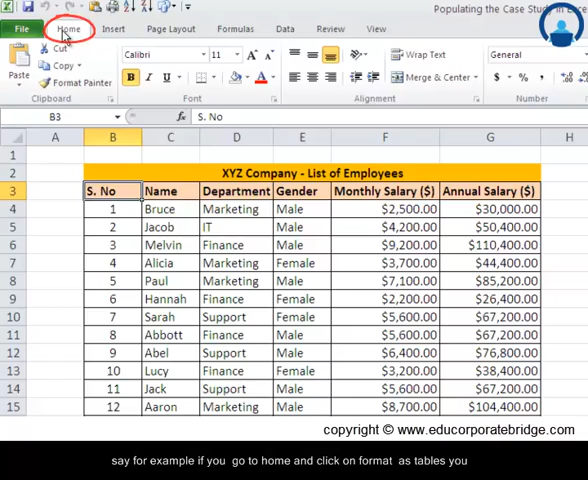 Populating the Case Study in Exce
File Home Insert Page Layout Formulas Data Review View
Cut
Copy
Paste
Format Painter
Clipboard
Calibri 11 A A
B I U A
Font
Wrap Text
Merge & Center
Alignment
General
$ % , .0 .00
Number
B3 fx S. No
A B C D E F G H
1
2 XYZ Company - List of Employees
3 S. No Name Department Gender Monthly Salary ($) Annual Salary ($)
4 1 Bruce Marketing Male $2,500.00 $30,000.00
5 2 Jacob IT Male $4,200.00 $50,400.00
6 3 Melvin Finance Male $9,200.00 $110,400.00
7 4 Alicia Marketing Female $3,700.00 $44,400.00
8 5 Paul Marketing Male $7,100.00 $85,200.00
9 6 Hannah Finance Female $2,200.00 $26,400.00
10 7 Sarah Support Female $5,600.00 $67,200.00
11 8 Abbott Finance Male $5,600.00 $67,200.00
12 9 Abel Support Male $6,400.00 $76,800.00
13 10 Lucy Finance Female $3,200.00 $38,400.00
14 11 Jack Support Male $5,600.00 $67,200.00
15 12 Aaron Marketing Male $8,700.00 $104,400.00
copyright © www.educorporatebridge.com
say for example if you go to home and click on format as tables you